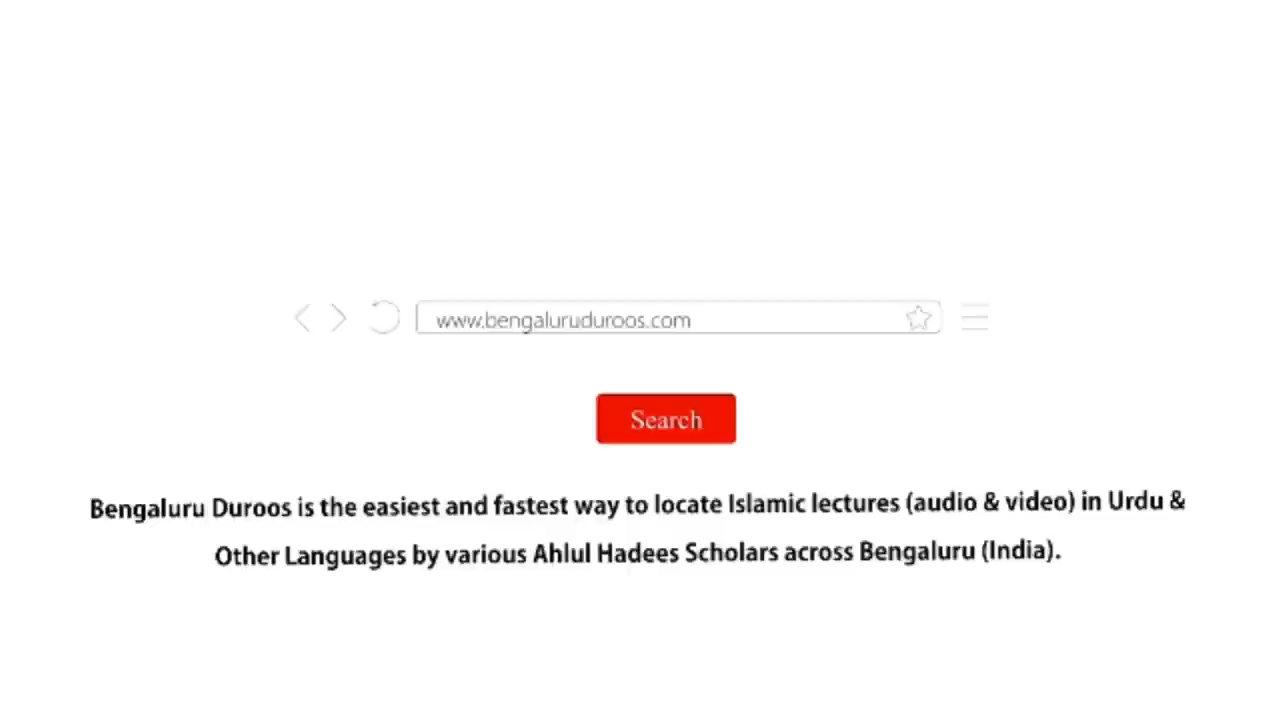 www.bengaluruduroos.com
Search
Bengaluru Duroos is the easiest and fastest way to locate Islamic lectures (audio & video) in Urdu &
Other Languages by various Ahlul Hadees Scholars across Bengaluru (India).